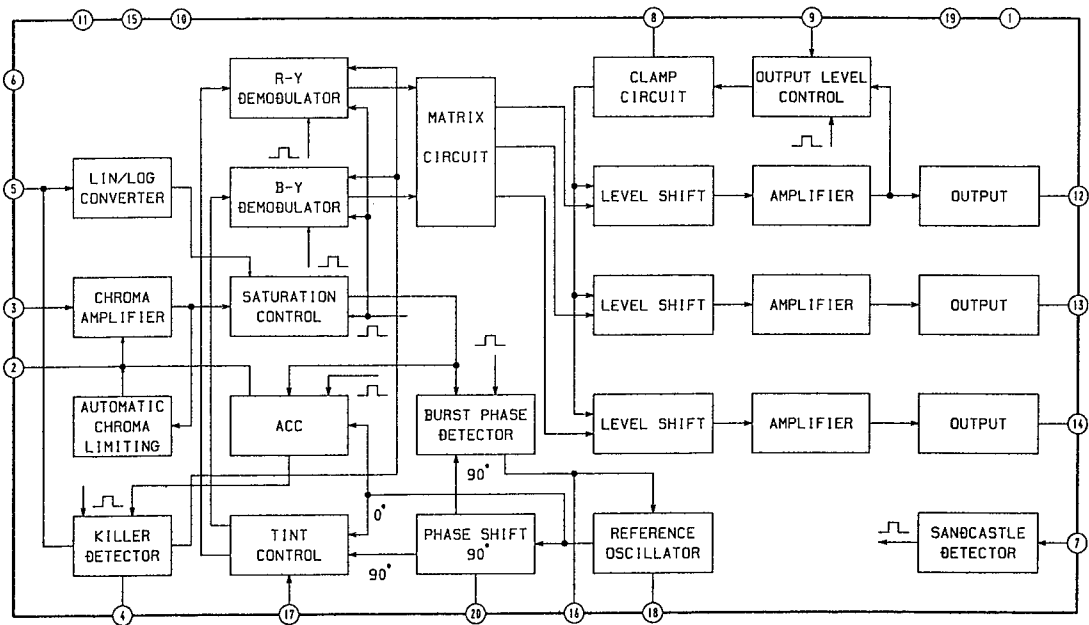 11
15
10
8
9
19
1
6
R-Y
DEMODULATOR
CLAMP
CIRCUIT
OUTPUT LEVEL
CONTROL
MATRIX
CIRCUIT
5
LIN/LOG
CONVERTER
B-Y
DEMODULATOR
LEVEL SHIFT
AMPLIFIER
OUTPUT
12
3
CHROMA
AMPLIFIER
SATURATION
CONTROL
LEVEL SHIFT
AMPLIFIER
OUTPUT
13
2
AUTOMATIC
CHROMA
LIMITING
ACC
BURST PHASE
DETECTOR
LEVEL SHIFT
AMPLIFIER
OUTPUT
14
90°
0°
KILLER
DETECTOR
TINT
CONTROL
90°
PHASE SHIFT
90°
REFERENCE
OSCILLATOR
SANDCASTLE
DETECTOR
7
4
17
20
16
18